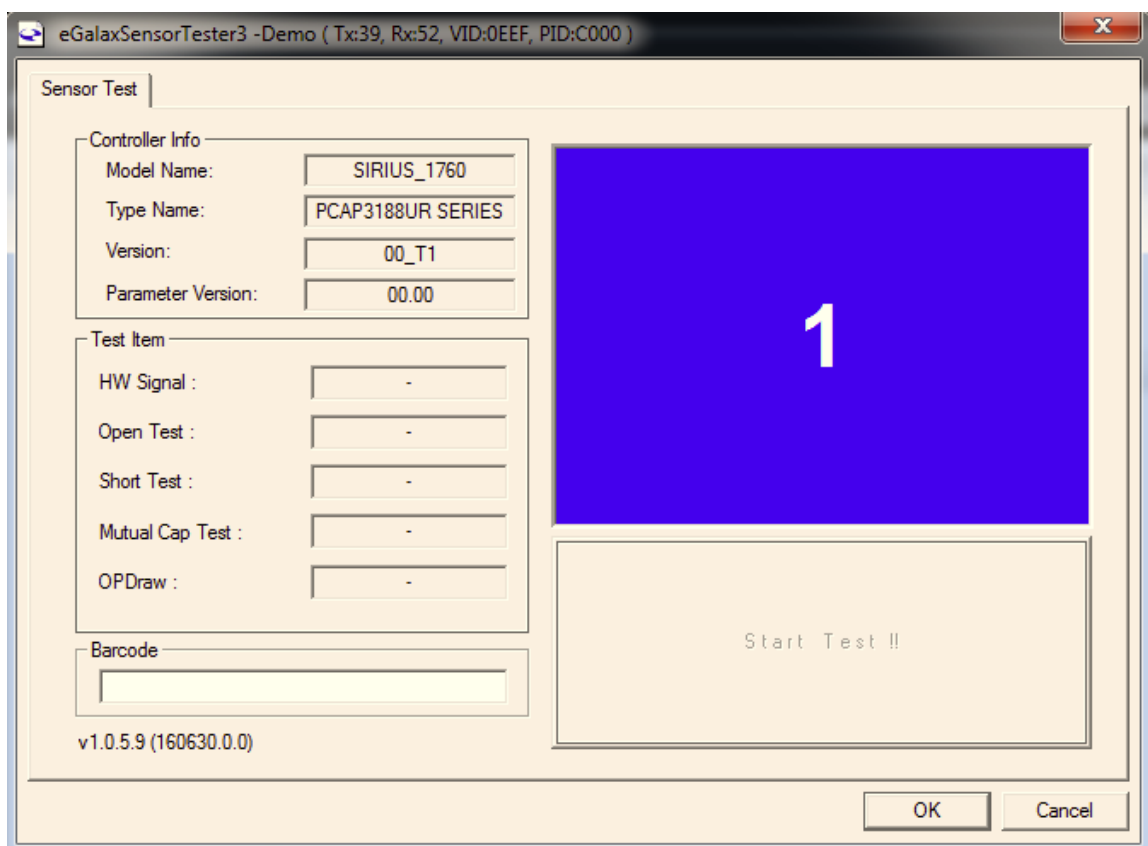 eGalaxSensorTester3 -Demo ( Tx:39, Rx:52, VID:0EEF, PID:C000 )
Sensor Test
Controller Info
Model Name: SIRIUS_1760
Type Name: PCAP3188UR SERIES
Version: 00_T1
Parameter Version: 00.00
Test Item
HW Signal : -
Open Test : -
Short Test : -
Mutual Cap Test : -
OPDraw : -
Barcode
v1.0.5.9 (160630.0.0)
1
Start Test !!
OK
Cancel